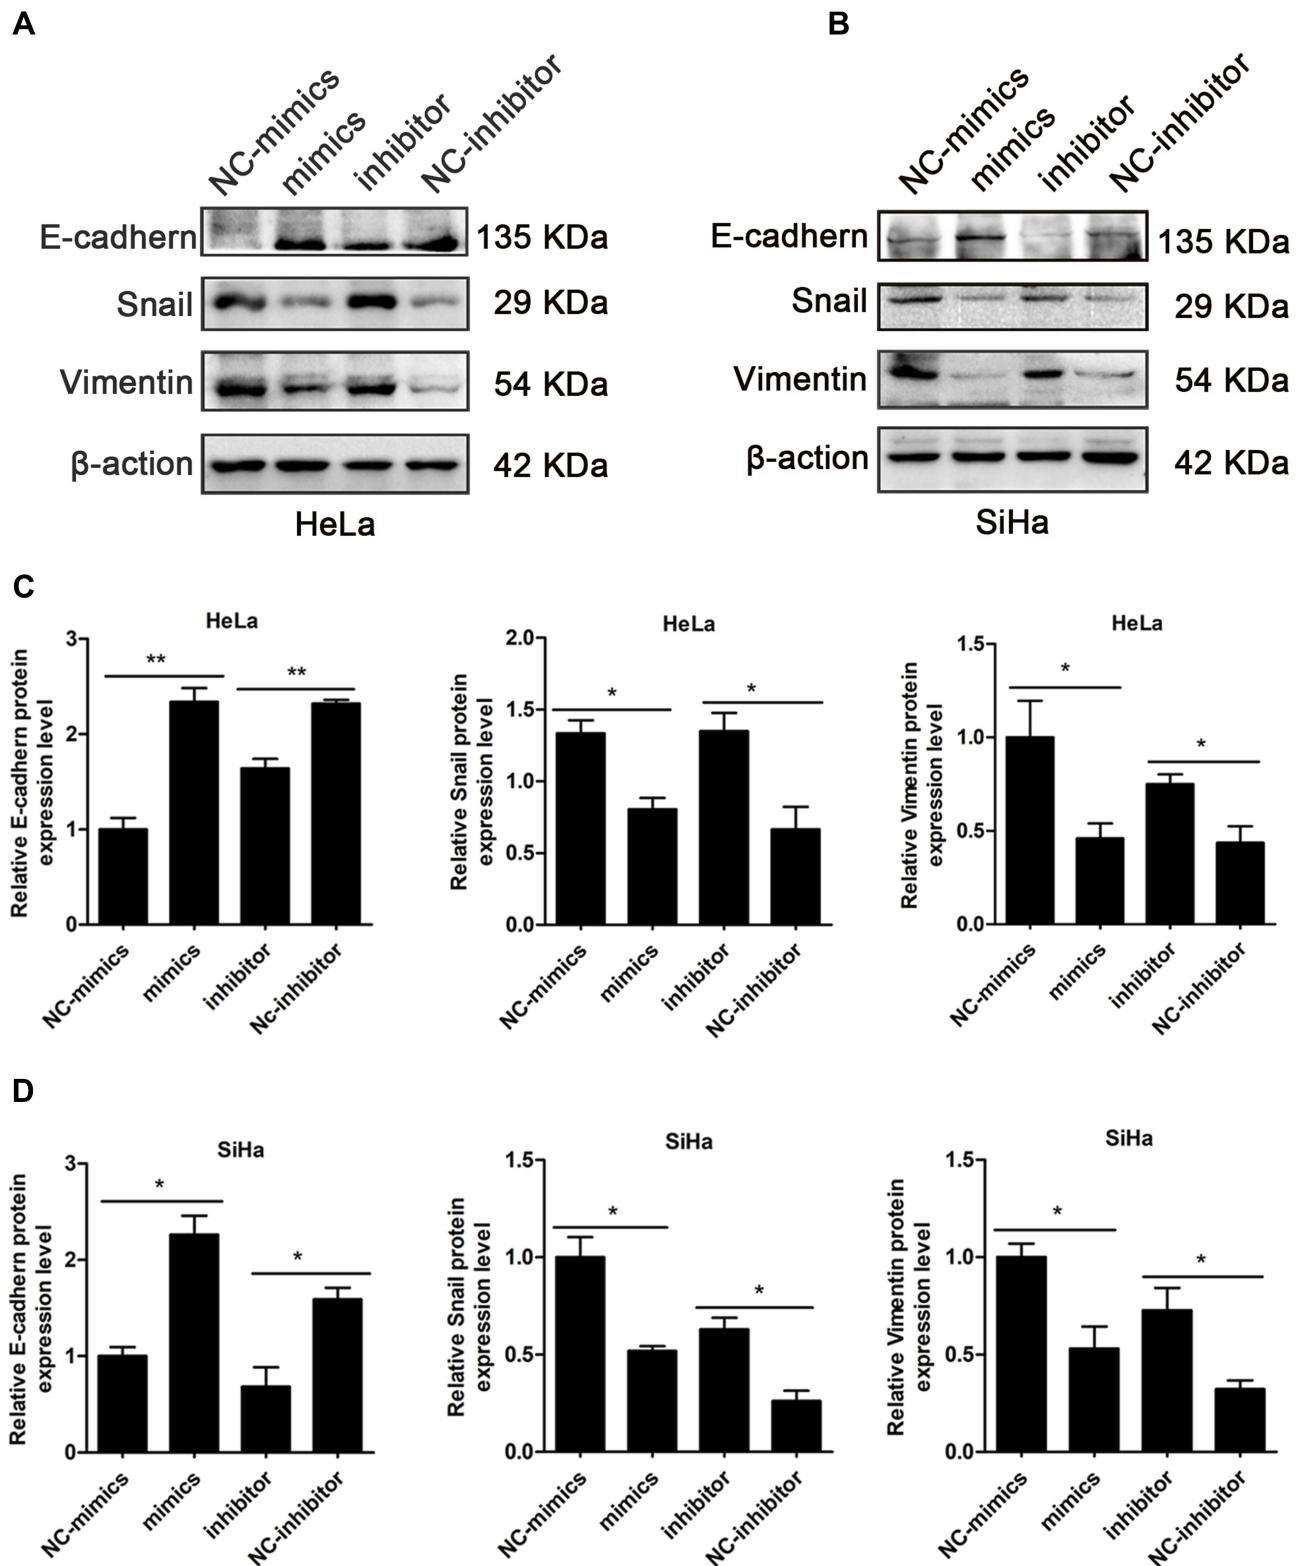 A
B
NC-mimics
mimics
inhibitor
NC-inhibitor
NC-mimics
mimics
inhibitor
NC-inhibitor
E-cadhern
135 KDa
Snail
29 KDa
Vimentin
54 KDa
β-action
42 KDa
HeLa
E-cadhern
135 KDa
Snail
29 KDa
Vimentin
54 KDa
β-action
42 KDa
SiHa
C
HeLa
Relative E-cadhern protein
expression level
3
2
1
0
**
**
NC-mimics
mimics
inhibitor
Nc-inhibitor
HeLa
Relative Snail protein
expression level
2.0
1.5
1.0
0.5
0.0
*
*
NC-mimics
mimics
inhibitor
NC-inhibitor
HeLa
Relative Vimentin protein
expression level
1.5
1.0
0.5
0.0
*
*
NC-mimics
mimics
inhibitor
NC-inhibitor
D
SiHa
Relative E-cadhern protein
expression level
3
2
1
0
*
*
NC-mimics
mimics
inhibitor
NC-inhibitor
SiHa
Relative Snail protein
expression level
1.5
1.0
0.5
0.0
*
*
NC-mimics
mimics
inhibitor
NC-inhibitor
SiHa
Relative Vimentin protein
expression level
1.5
1.0
0.5
0.0
*
*
NC-mimics
mimics
inhibitor
NC-inhibitor